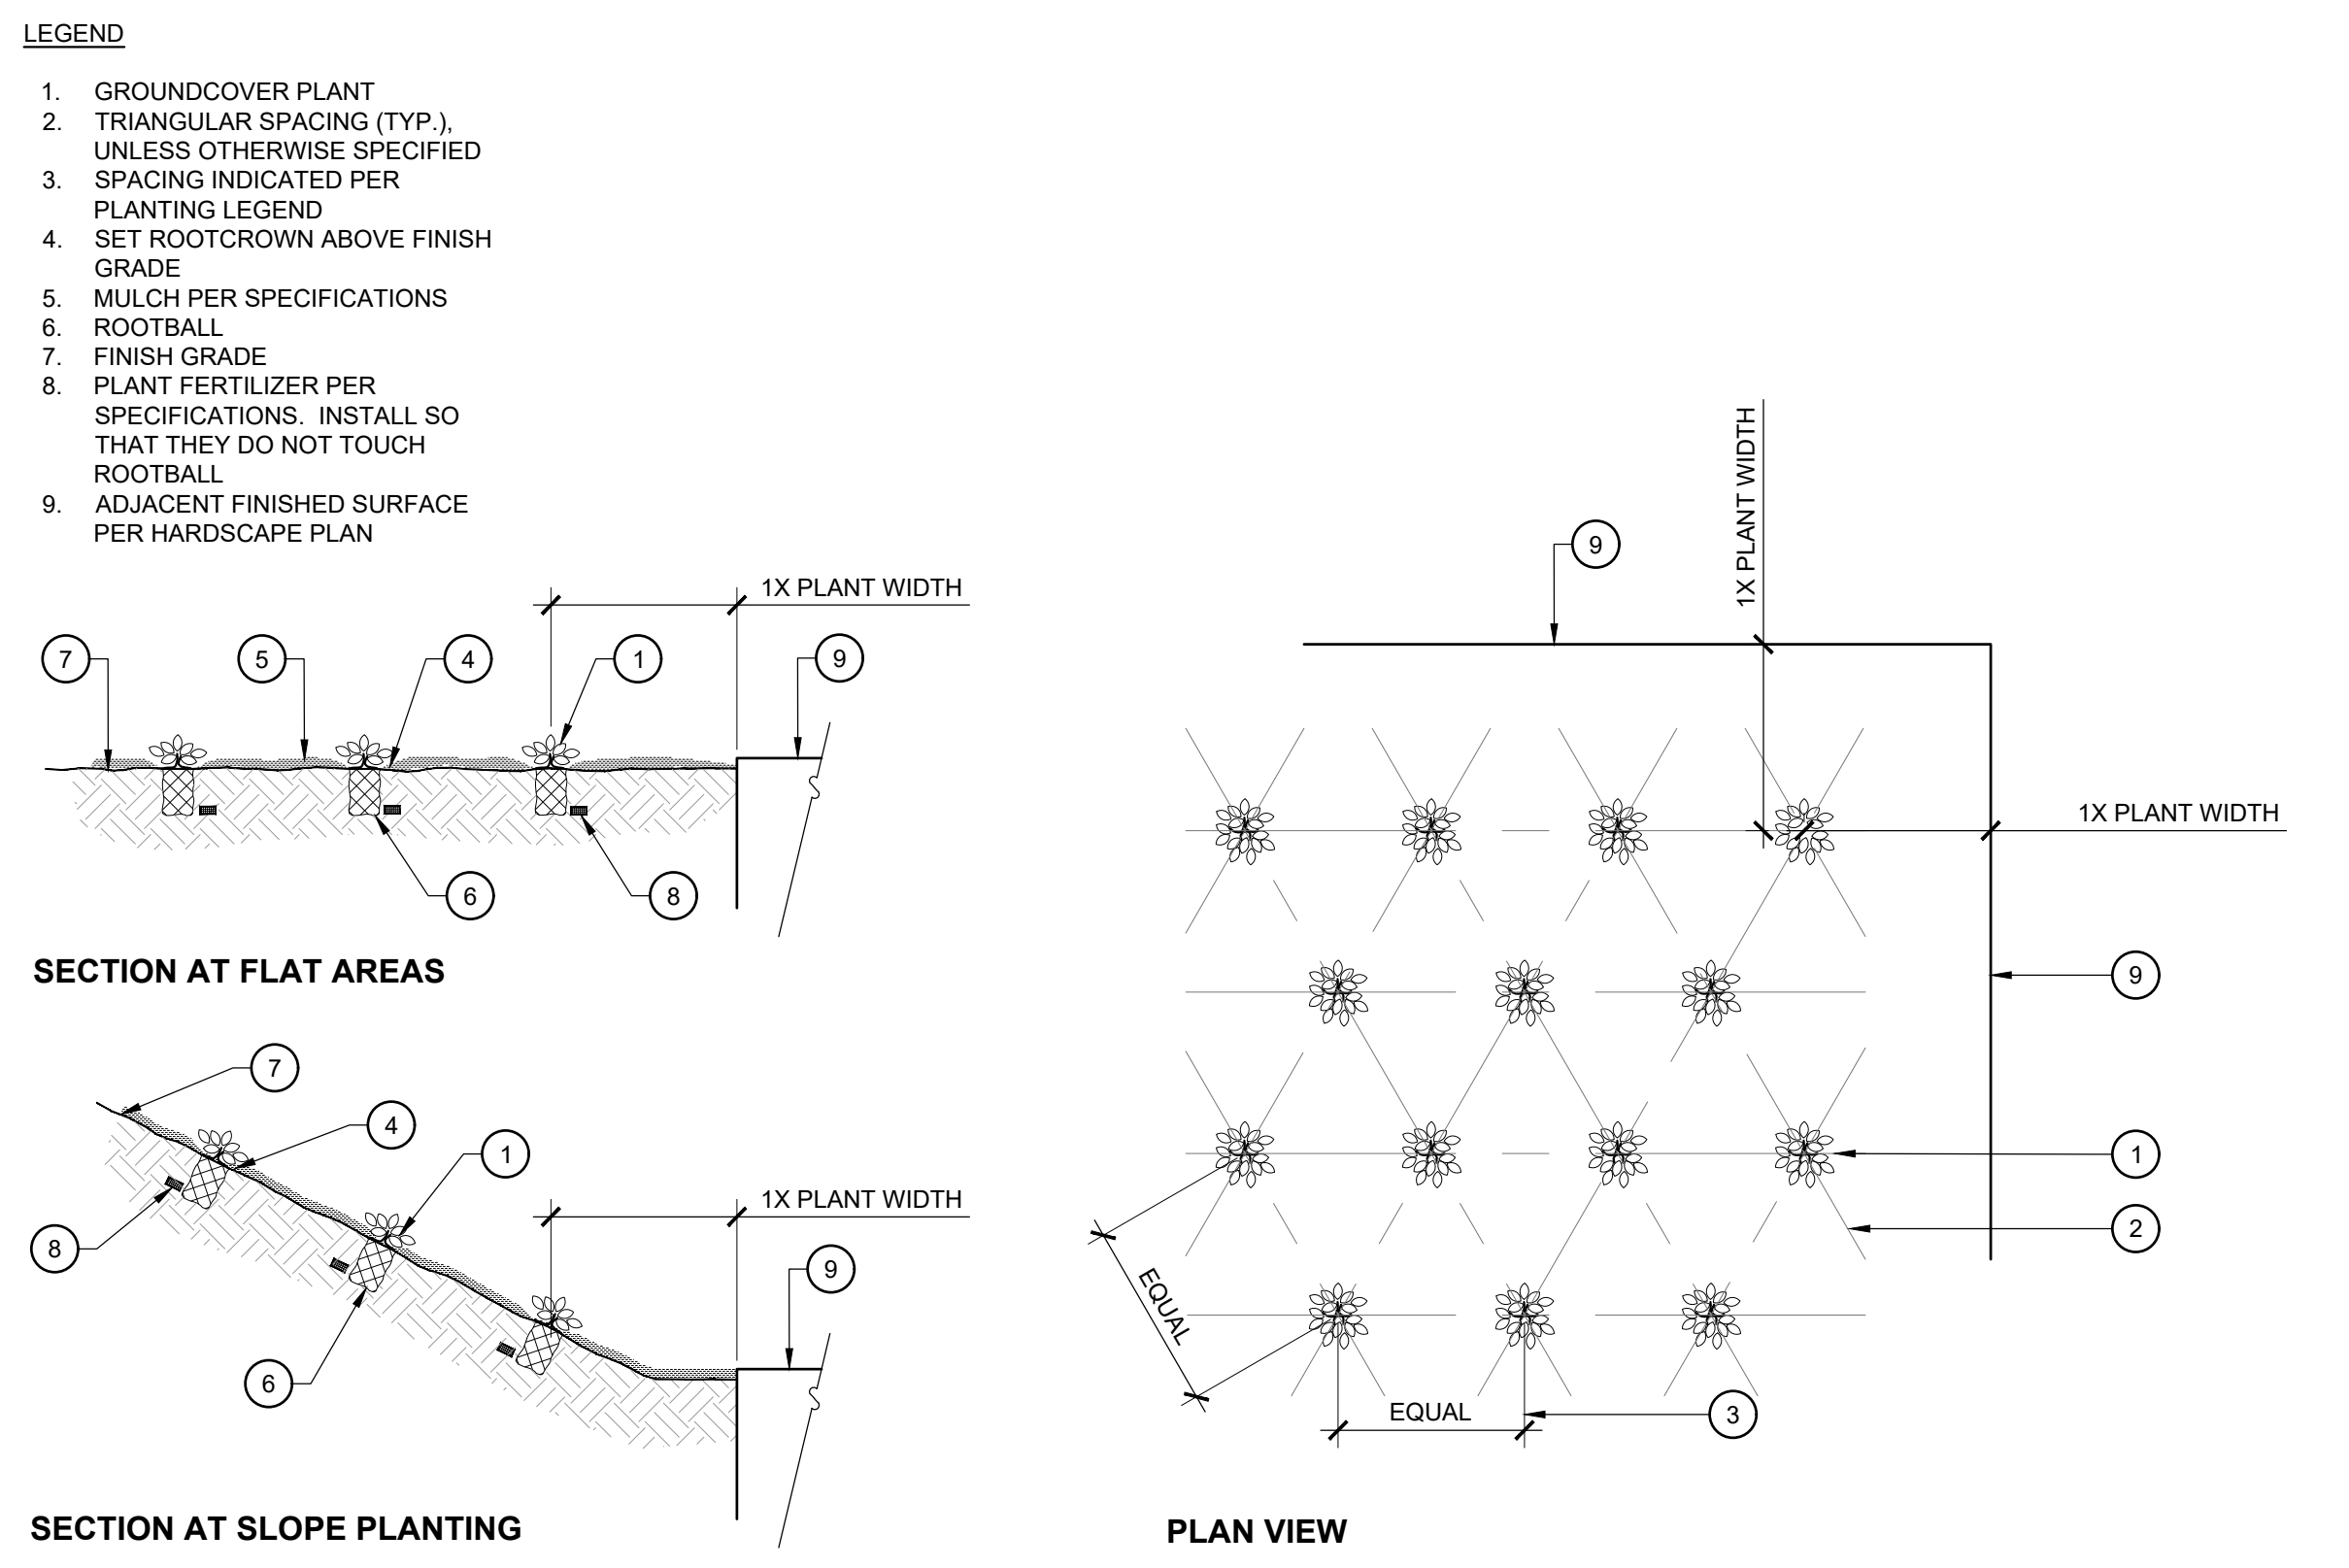 LEGEND
1. GROUNDCOVER PLANT
2. TRIANGULAR SPACING (TYP.),
UNLESS OTHERWISE SPECIFIED
3. SPACING INDICATED PER
PLANTING LEGEND
4. SET ROOTCROWN ABOVE FINISH
GRADE
5. MULCH PER SPECIFICATIONS
6. ROOTBALL
7. FINISH GRADE
8. PLANT FERTILIZER PER
SPECIFICATIONS. INSTALL SO
THAT THEY DO NOT TOUCH
ROOTBALL
9. ADJACENT FINISHED SURFACE
PER HARDSCAPE PLAN
1X PLANT WIDTH
7
5
4
1
9
6
8
SECTION AT FLAT AREAS
7
4
1
1X PLANT WIDTH
8
9
6
SECTION AT SLOPE PLANTING
1X PLANT WIDTH
9
1X PLANT WIDTH
9
1
2
EQUAL
EQUAL
3
PLAN VIEW